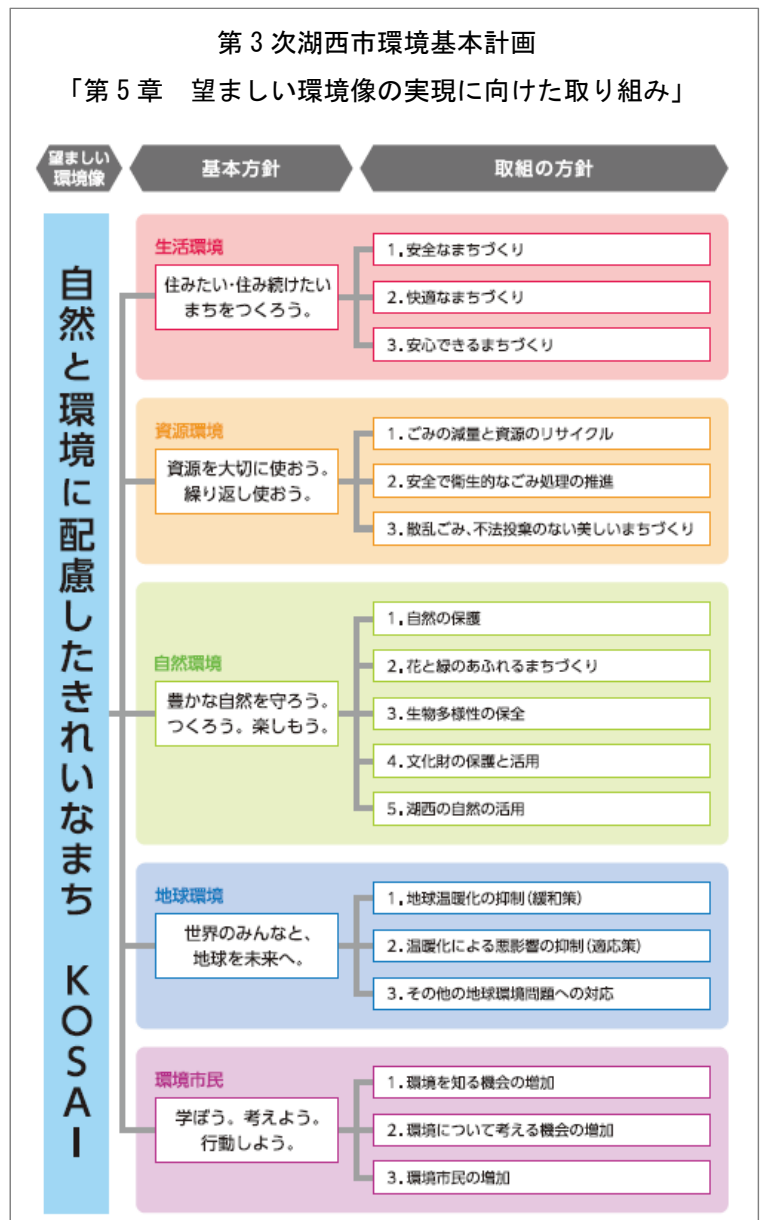 第3次湖西市環境基本計画
「第5章　望ましい環境像の実現に向けた取り組み」
望ましい
環境像
基本方針
取組の方針
自然と環境に配慮したきれいなまち　KOSAI
生活環境
住みたい・住み続けたい
まちをつくろう。
1.安全なまちづくり
2.快適なまちづくり
3.安心できるまちづくり
資源環境
資源を大切に使おう。
繰り返し使おう。
1.ごみの減量と資源のリサイクル
2.安全で衛生的なごみ処理の推進
3.散乱ごみ、不法投棄のない美しいまちづくり
自然環境
豊かな自然を守ろう。
つくろう。楽しもう。
1.自然の保護
2.花と緑のあふれるまちづくり
3.生物多様性の保全
4.文化財の保護と活用
5.湖西の自然の活用
地球環境
世界のみんなと、
地球を未来へ。
1.地球温暖化の抑制(緩和策)
2.温暖化による悪影響の抑制(適応策)
3.その他の地球環境問題への対応
環境市民
学ぼう。考えよう。
行動しよう。
1.環境を知る機会の増加
2.環境について考える機会の増加
3.環境市民の増加